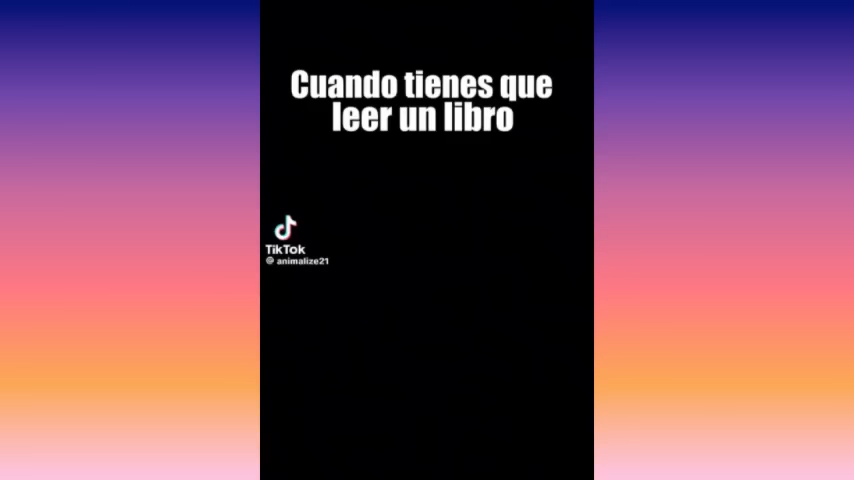 Cuando tienes que
leer un libro
TikTok
@ animalize21